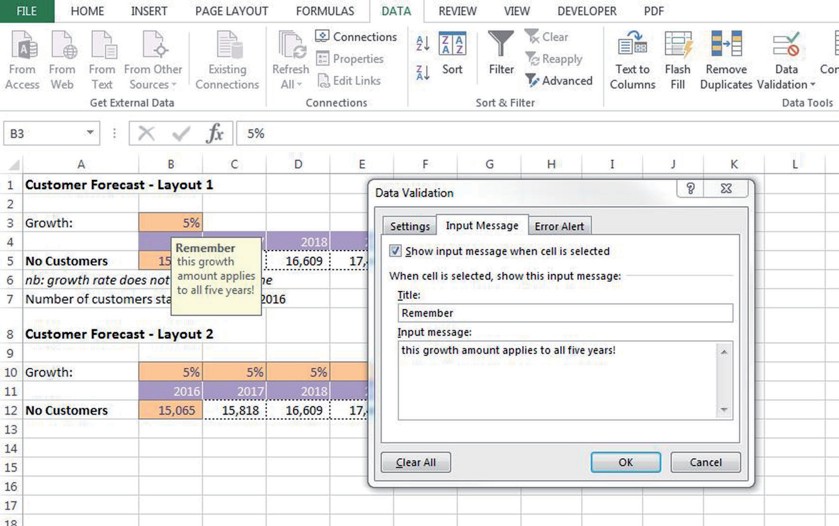 FILE HOME INSERT PAGE LAYOUT FORMULAS DATA REVIEW VIEW DEVELOPER PDF
From Access
From Web
From Text
From Other Sources
Existing Connections
Get External Data
Refresh All
Connections
Properties
Edit Links
Connections
Sort
Filter
Clear
Reapply
Advanced
Sort & Filter
Text to Columns
Flash Fill
Remove Duplicates
Data Validation
Data Tools
B3 fx 5%
A B C D E F G H I J K L
1 Customer Forecast - Layout 1
2
3 Growth: 5%
4 2018
5 No Customers 15 16,609 17,
6 nb: growth rate does not
7 Number of customers sta 2016
8 Customer Forecast - Layout 2
9
10 Growth: 5% 5% 5%
11 2016 2017 2018
12 No Customers 15,065 15,818 16,609 17,
13
14
15
16
17
18
Remember
this growth
amount applies
to all five years!
Data Validation
Settings Input Message Error Alert
Show input message when cell is selected
When cell is selected, show this input message:
Title:
Remember
Input message:
this growth amount applies to all five years!
Clear All OK Cancel